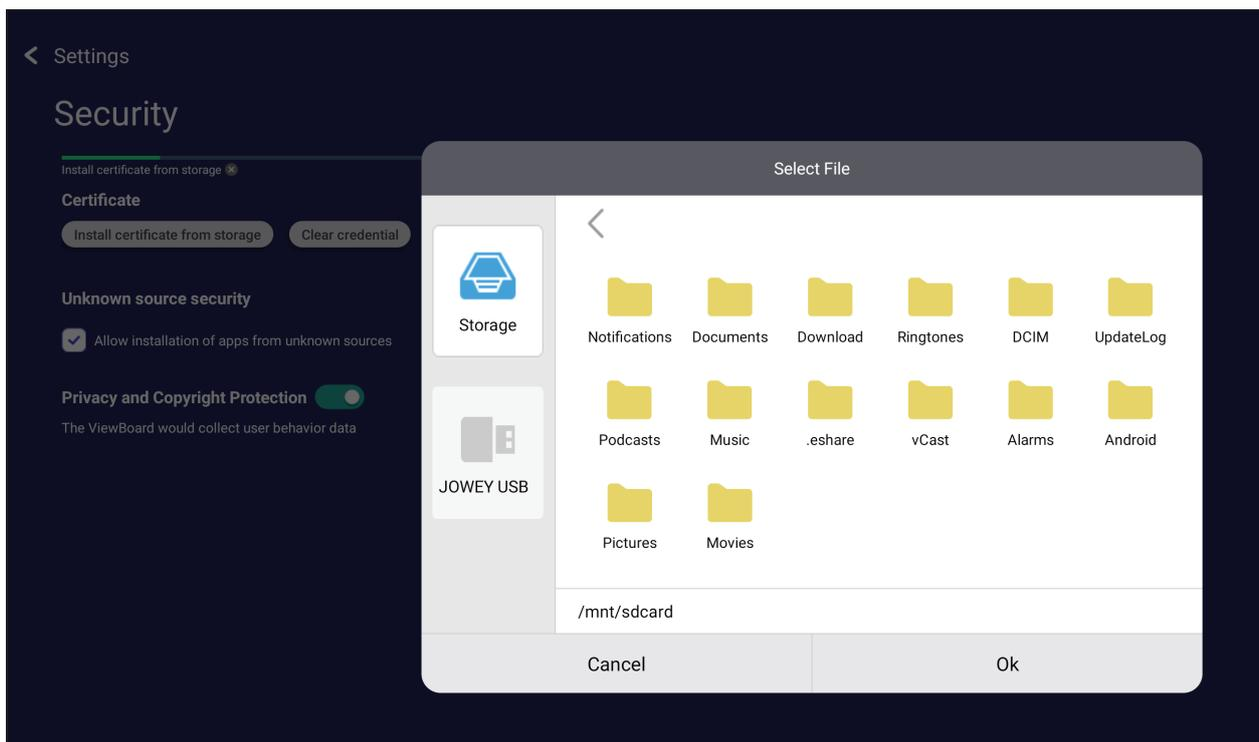 Settings
Security
Install certificate from storage
Certificate
Install certificate from storage
Clear credential
Unknown source security
Allow installation of apps from unknown sources
Privacy and Copyright Protection
The ViewBoard would collect user behavior data
Select File
Storage
JOWEY USB
Notifications Documents Download Ringtones DCIM UpdateLog
Podcasts Music .eshare vCast Alarms Android
Pictures Movies
/mnt/sdcard
Cancel Ok